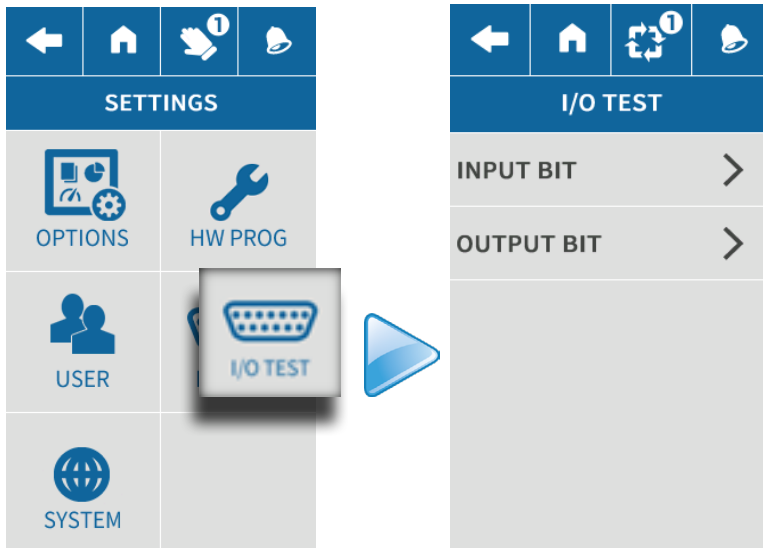 1
SETTINGS
OPTIONS
HW PROG
USER
I/O TEST
SYSTEM
1
I/O TEST
INPUT BIT
OUTPUT BIT